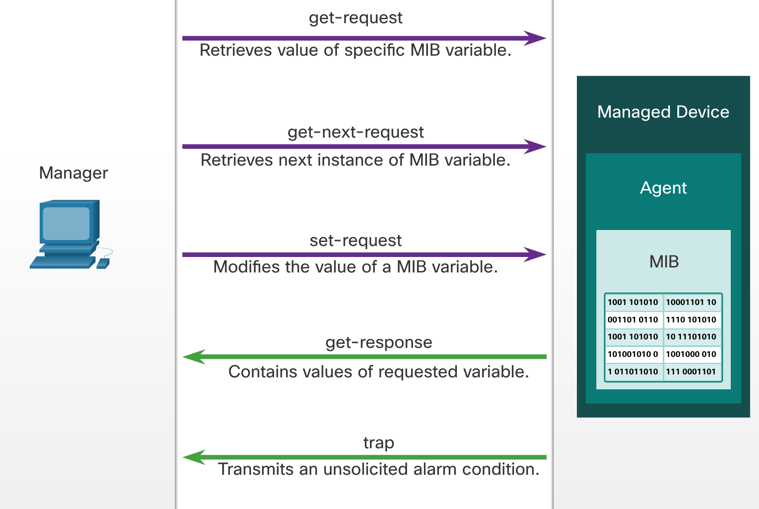 get-request
Retrieves value of specific MIB variable.
Managed Device
get-next-request
Retrieves next instance of MIB variable.
Manager
Agent
set-request
Modifies the value of a MIB variable.
MIB
1001 101010 10001101 10
001101 0110 1110 101010
1001 101010 10 11101010
101001010 0 1001000 010
1 011011010 111 0001101
get-response
Contains values of requested variable.
trap
Transmits an unsolicited alarm condition.